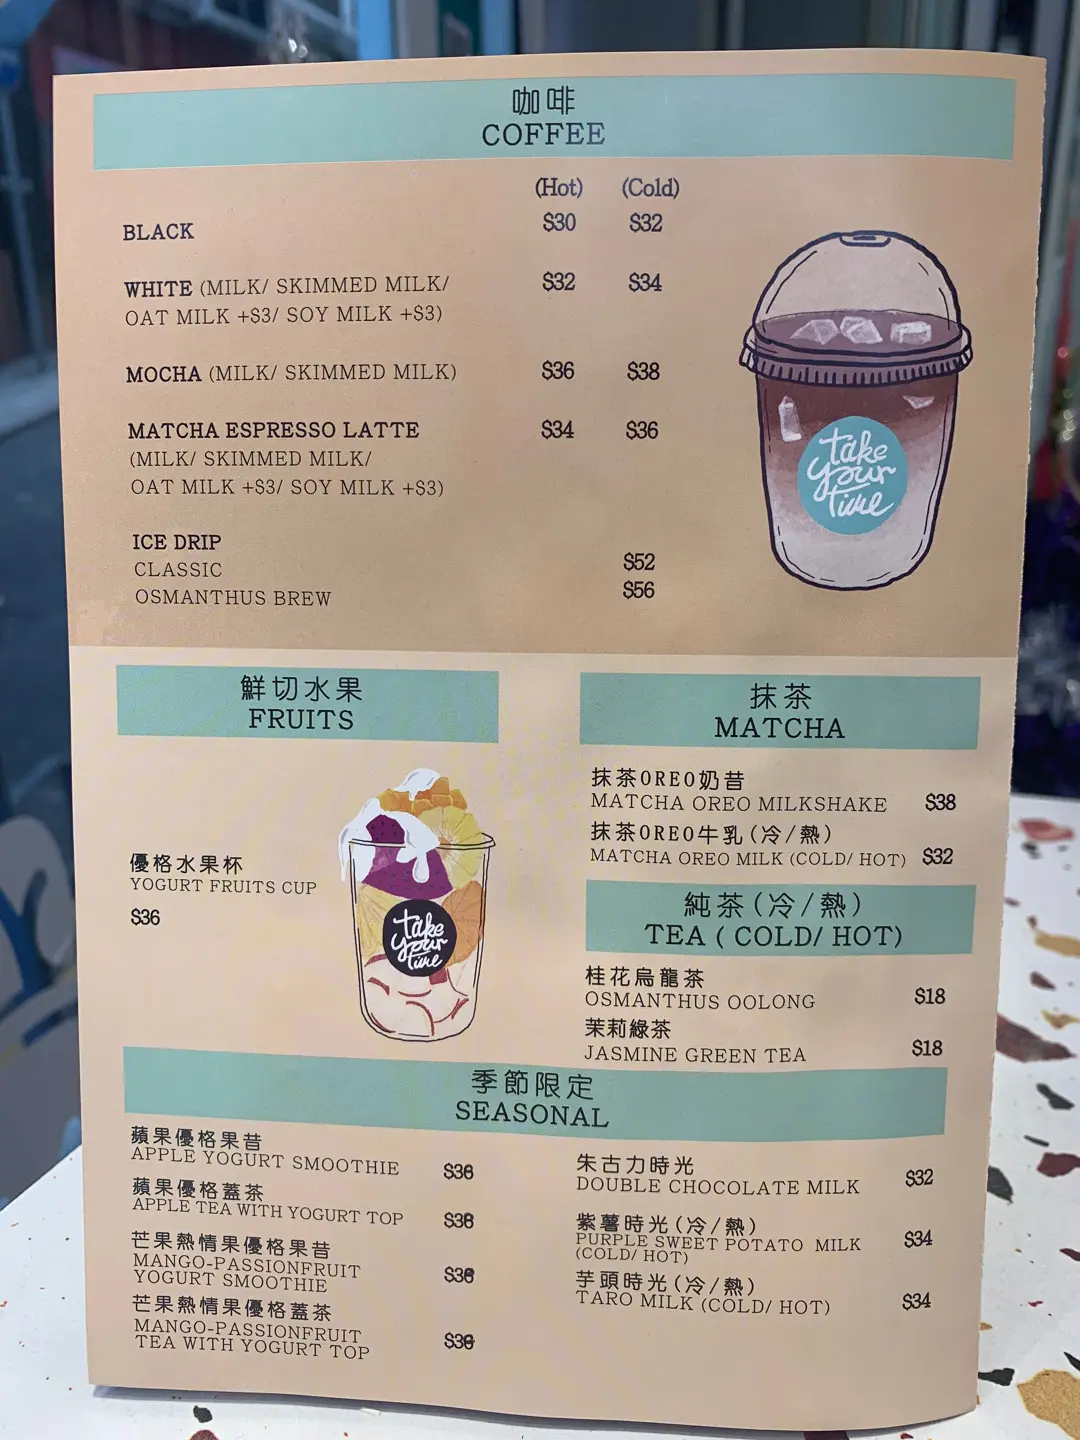 咖啡
COFFEE
(Hot) (Cold)
BLACK $30 $32
WHITE (MILK/ SKIMMED MILK/ $32 $34
OAT MILK +$3/ SOY MILK +$3)
MOCHA (MILK/ SKIMMED MILK) $36 $38
MATCHA ESPRESSO LATTE $34 $36
(MILK/ SKIMMED MILK/
OAT MILK +$3/ SOY MILK +$3)
ICE DRIP
CLASSIC $52
OSMANTHUS BREW $56
take
your
time
鮮切水果
FRUITS
優格水果杯
YOGURT FRUITS CUP
$36
take
your
time
抹茶
MATCHA
抹茶OREO奶昔
MATCHA OREO MILKSHAKE $38
抹茶OREO牛乳(冷/熱)
MATCHA OREO MILK (COLD/ HOT) $32
純茶(冷/熱)
TEA ( COLD/ HOT)
桂花烏龍茶
OSMANTHUS OOLONG $18
茉莉綠茶
JASMINE GREEN TEA $18
季節限定
SEASONAL
蘋果優格果昔
APPLE YOGURT SMOOTHIE
蘋果優格蓋茶
APPLE TEA WITH YOGURT TOP
芒果熱情果優格果昔
MANGO-PASSIONFRUIT
YOGURT SMOOTHIE
芒果熱情果優格蓋茶
MANGO-PASSIONFRUIT
TEA WITH YOGURT TOP
朱古力時光
DOUBLE CHOCOLATE MILK $32
紫薯時光(冷/熱)
PURPLE SWEET POTATO MILK $34
(COLD/ HOT)
芋頭時光(冷/熱)
TARO MILK (COLD/ HOT) $34